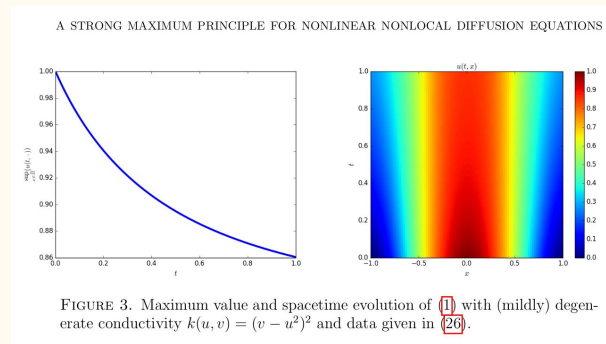 A STRONG MAXIMUM PRINCIPLE FOR NONLINEAR NONLOCAL DIFFUSION EQUATIONS
u(t, x)
1.00
0.98
0.96
0.94
0.92
0.90
0.88
0.86
0.0 0.2 0.4 0.6 0.8 1.0
t
1.0
0.8
0.6
0.4
0.2
0.0
t
−1.0 −0.5 0.0 0.5 1.0
x
1.0
0.9
0.8
0.7
0.6
0.5
0.4
0.3
0.2
0.1
0.0
FIGURE 3. Maximum value and spacetime evolution of (1) with (mildly) degen-
erate conductivity k(u, v) = (v − u²)² and data given in (26).